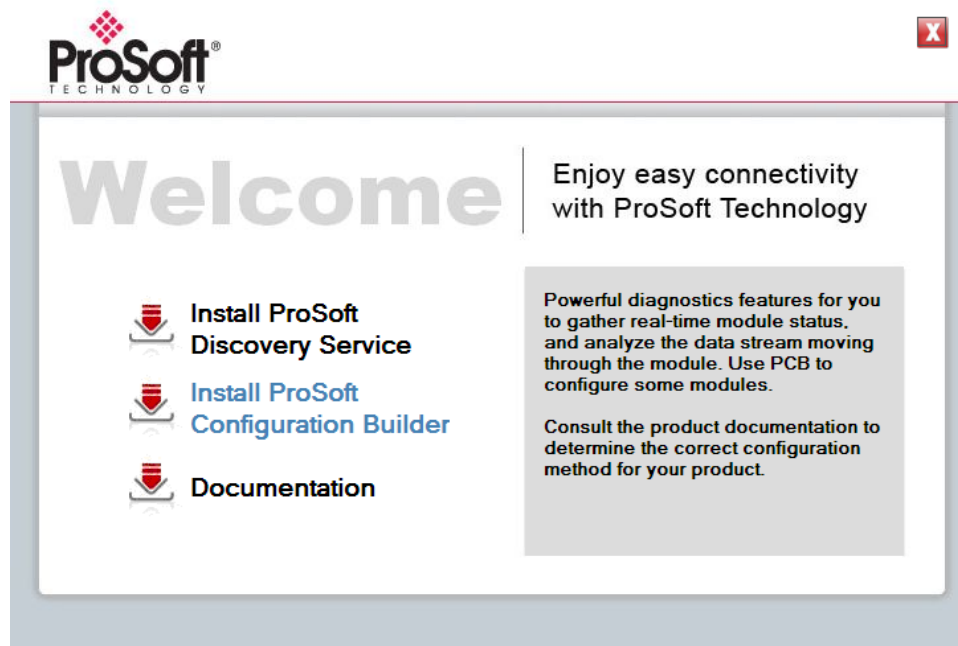 ProSoft®
TECHNOLOGY
X
Welcome
Enjoy easy connectivity
with ProSoft Technology
Install ProSoft
Discovery Service
Install ProSoft
Configuration Builder
Documentation
Powerful diagnostics features for you
to gather real-time module status,
and analyze the data stream moving
through the module. Use PCB to
configure some modules.
Consult the product documentation to
determine the correct configuration
method for your product.